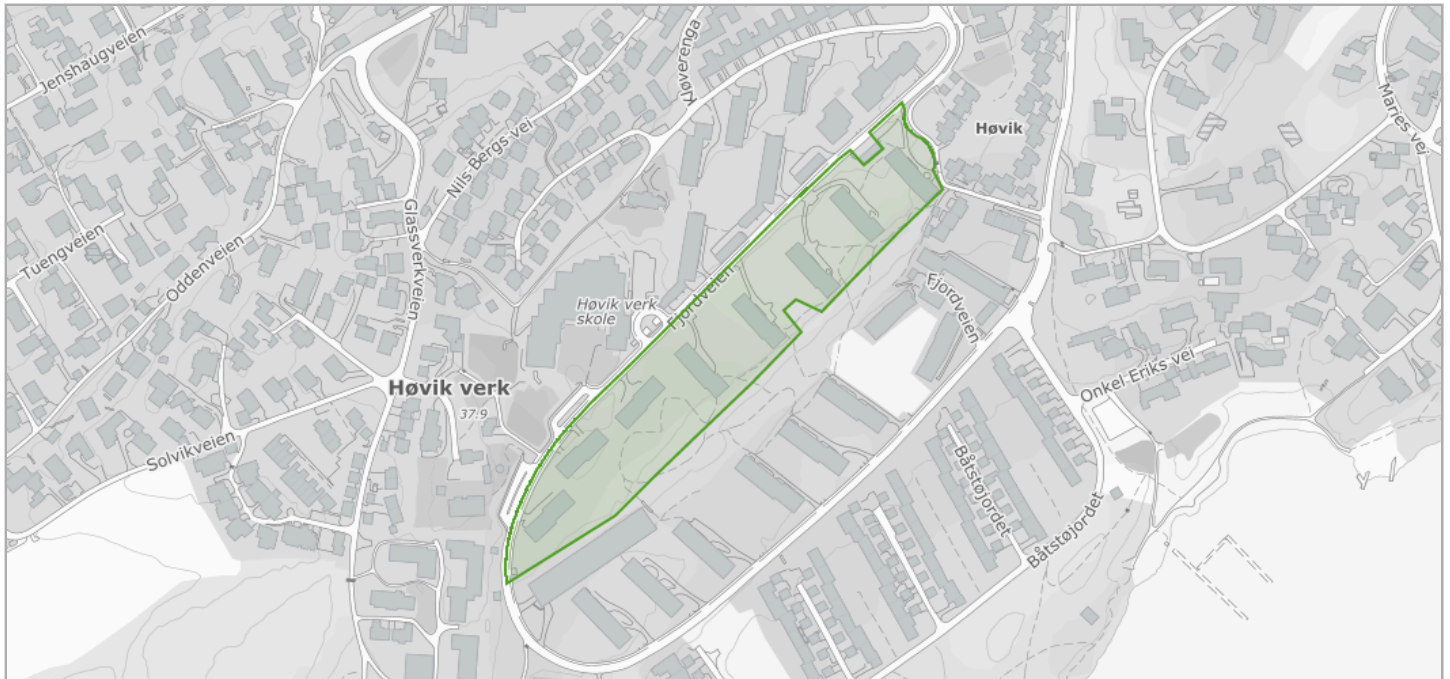 Jenshaugveien
Kløverenga
Maries vei
Høvik
Nils Bergs vei
Tuengveien
Oddenveien
Glassverkveien
Fjordveien
Høvik verk
skole
Fjordveien
Høvik verk
37.9
Onkel Eriks vei
Solvikveien
Båtstøjordet
Båtstøjordet